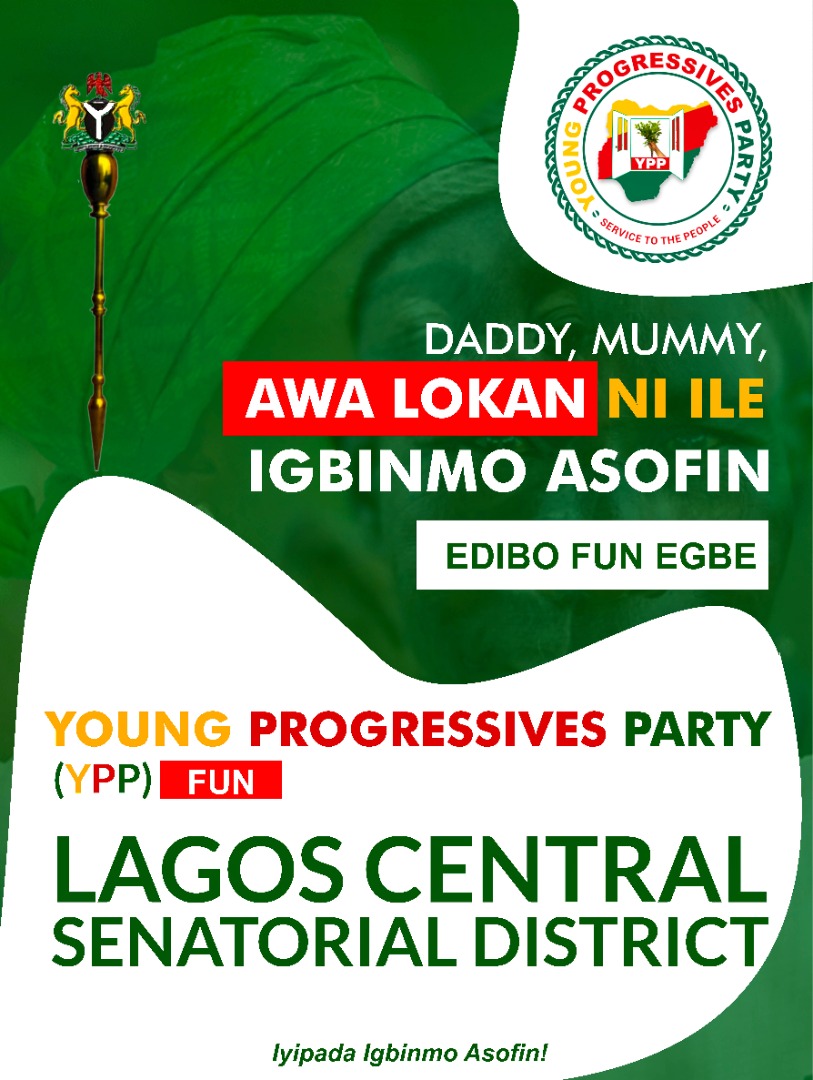 YOUNG PROGRESSIVES PARTY
YPP
SERVICE TO THE PEOPLE
DADDY, MUMMY,
AWA LOKAN NI ILE
IGBINMO ASOFIN
EDIBO FUN EGBE
YOUNG PROGRESSIVES PARTY
(YPP) FUN
LAGOS CENTRAL
SENATORIAL DISTRICT
Iyipada Igbinmo Asofin!